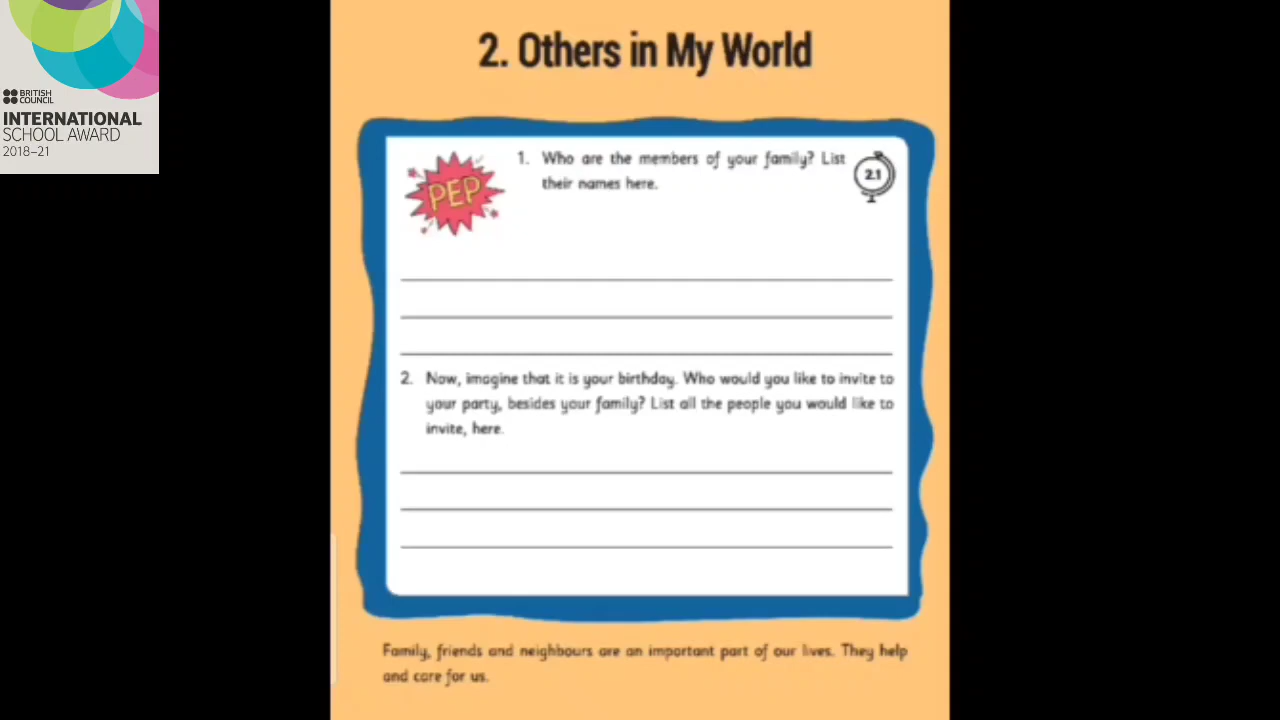 BRITISH
COUNCIL
INTERNATIONAL
SCHOOL AWARD
2018–21
2. Others in My World
PEP
1. Who are the members of your family? List
their names here.
2.1
2. Now, imagine that it is your birthday. Who would you like to invite to
your party, besides your family? List all the people you would like to
invite, here.
Family, friends and neighbours are an important part of our lives. They help
and care for us.